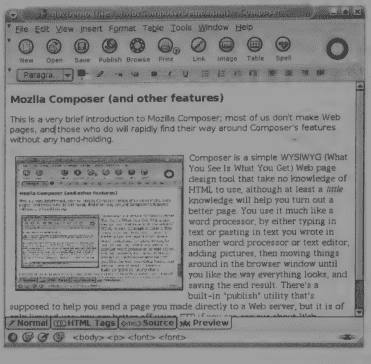 File Edit View Insert Format Table Tools Window Help
New Open Save Publish Browse Print Link Image Table Spell
Paragra...
Mozlla Composer (and other features)
This is a very brief introduction to Mozilla Composer; most of us don't make Web
pages, and those who do will rapidly find their way around Composer's features
without any hand-holding.
Composer is a simple WYSIWYG (What
You See Is What You Get) Web page
design tool that take no knowledge of
HTML to use, although at least a little
knowledge will help you turn out a
better page. You use it much like a
word processor, by either typing in
text or pasting in text you wrote in
another word processor or text editor,
adding pictures, then moving things
around in the browser window until
you like the way everything looks, and
saving the end result. There's a
built-in "publish" utility that's
supposed to help you send a page you made directly to a Web server, but it is of
Normal HTML Tags Source Preview
<body> <p> <font> <font>